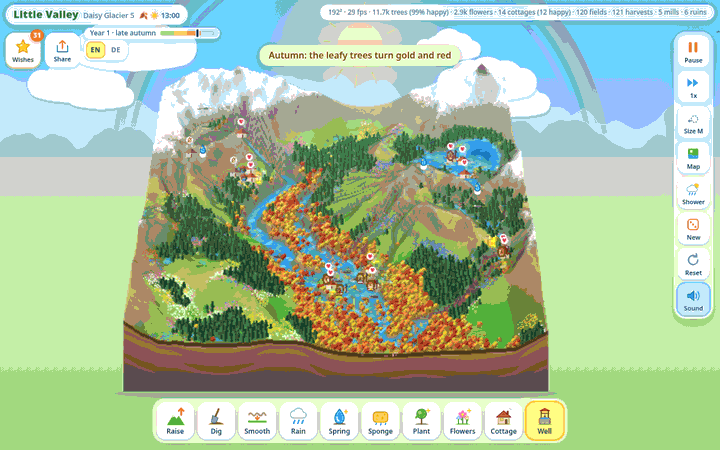 Little Valley Daisy Glacier 5 13:00
192² · 29 fps · 11.7k trees (99% happy) · 2.9k flowers · 14 cottages (12 happy) · 120 fields · 121 harvests · 5 mills · 6 ruins
Year 1 · late autumn
31
Wishes
Share
EN
DE
Autumn: the leafy trees turn gold and red
Pause
1x
Size M
Map
Shower
New
Reset
Sound
Raise
Dig
Smooth
Rain
Spring
Sponge
Plant
Flowers
Cottage
Well